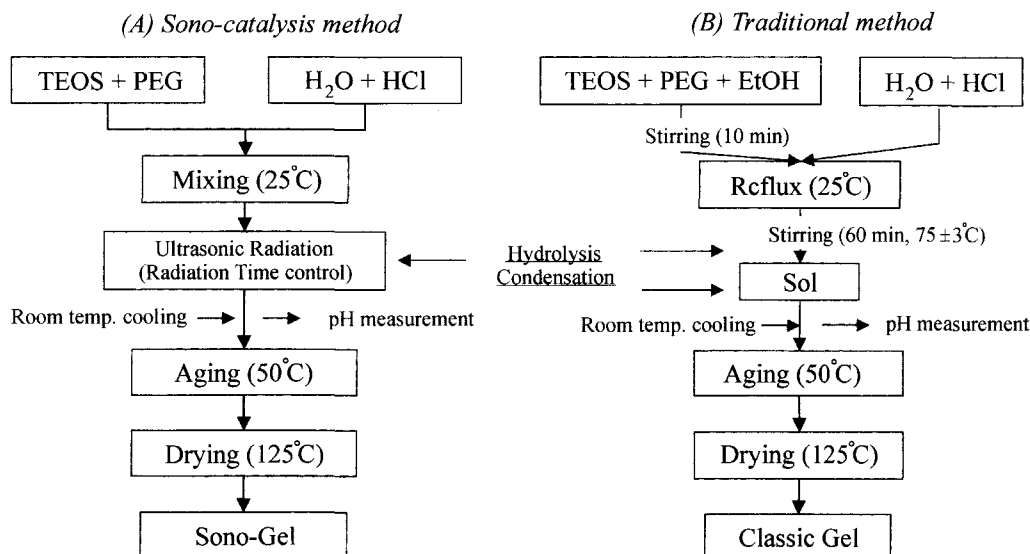 (A) Sono-catalysis method
TEOS + PEG
H₂O + HCl
Mixing (25°C)
Ultrasonic Radiation
(Radiation Time control)
Room temp. cooling
pH measurement
Aging (50°C)
Drying (125°C)
Sono-Gel
Hydrolysis
Condensation
(B) Traditional method
TEOS + PEG + EtOH
H₂O + HCl
Stirring (10 min)
Rcflux (25°C)
Stirring (60 min, 75±3°C)
Sol
Room temp. cooling
pH measurement
Aging (50°C)
Drying (125°C)
Classic Gel